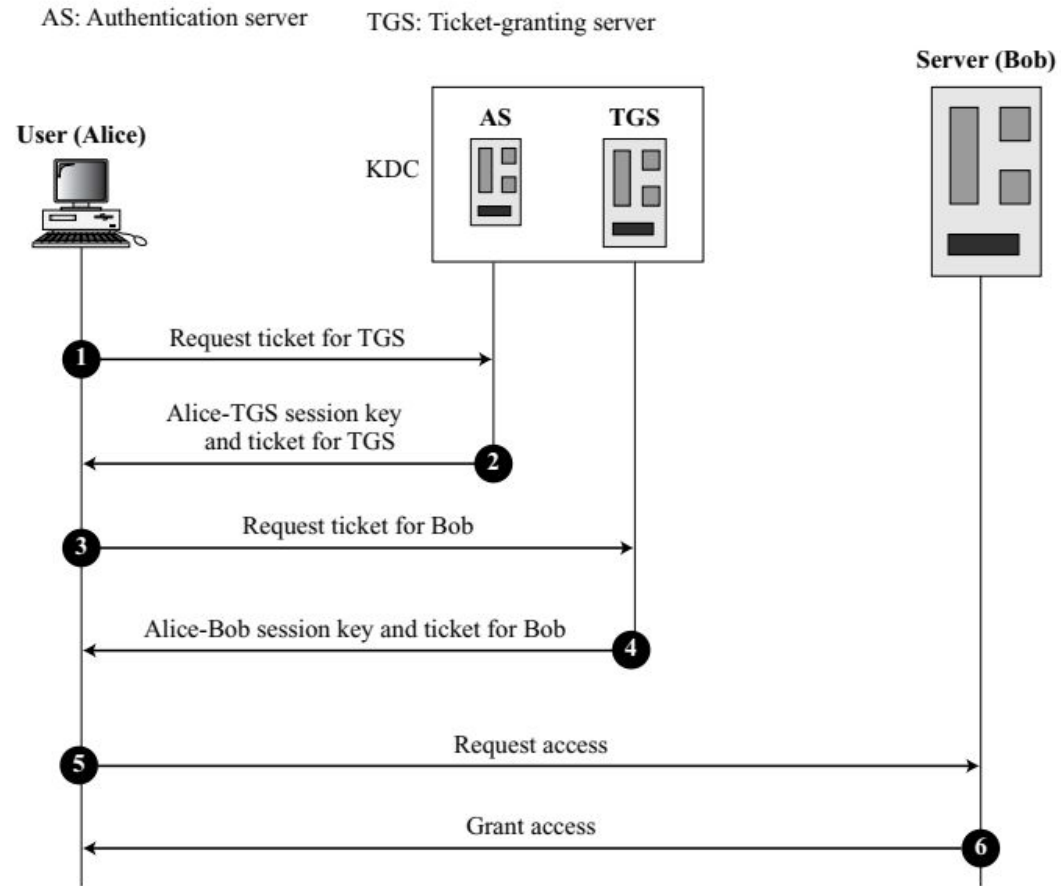 AS: Authentication server
TGS: Ticket-granting server
Server (Bob)
User (Alice)
AS
TGS
KDC
Request ticket for TGS
1
Alice-TGS session key
and ticket for TGS
2
Request ticket for Bob
3
Alice-Bob session key and ticket for Bob
4
Request access
5
Grant access
6